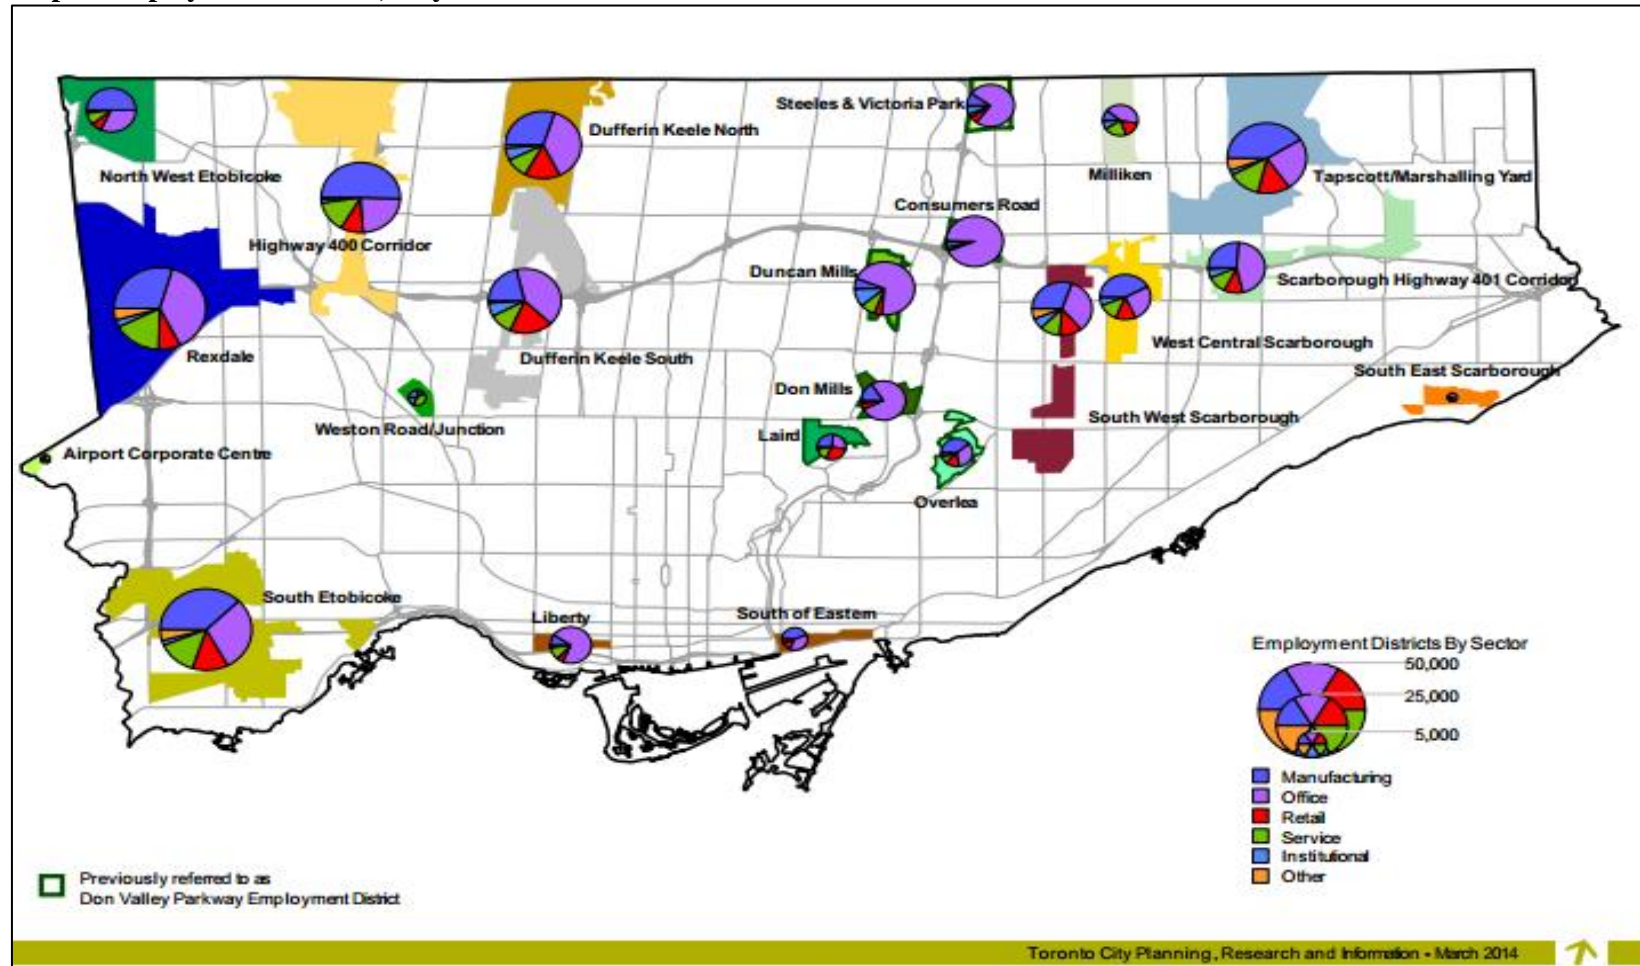 Steeles & Victoria Park
Dufferin Keele North
North West Etobicoke
Milliken
Tapscott/Marshalling Yard
Consumers Road
Highway 400 Corridor
Duncan Mills
Scarborough Highway 401 Corridor
Rexdale
Dufferin Keele South
West Central Scarborough
South East Scarborough
Don Mills
Weston Road/Junction
Laird
South West Scarborough
Airport Corporate Centre
Overlea
South Etobicoke
Liberty
South of Eastern
Employment Districts By Sector
50,000
25,000
5,000
Manufacturing
Office
Retail
Service
Institutional
Other
Previously referred to as
Don Valley Parkway Employment District
Toronto City Planning, Research and Information - March 2014